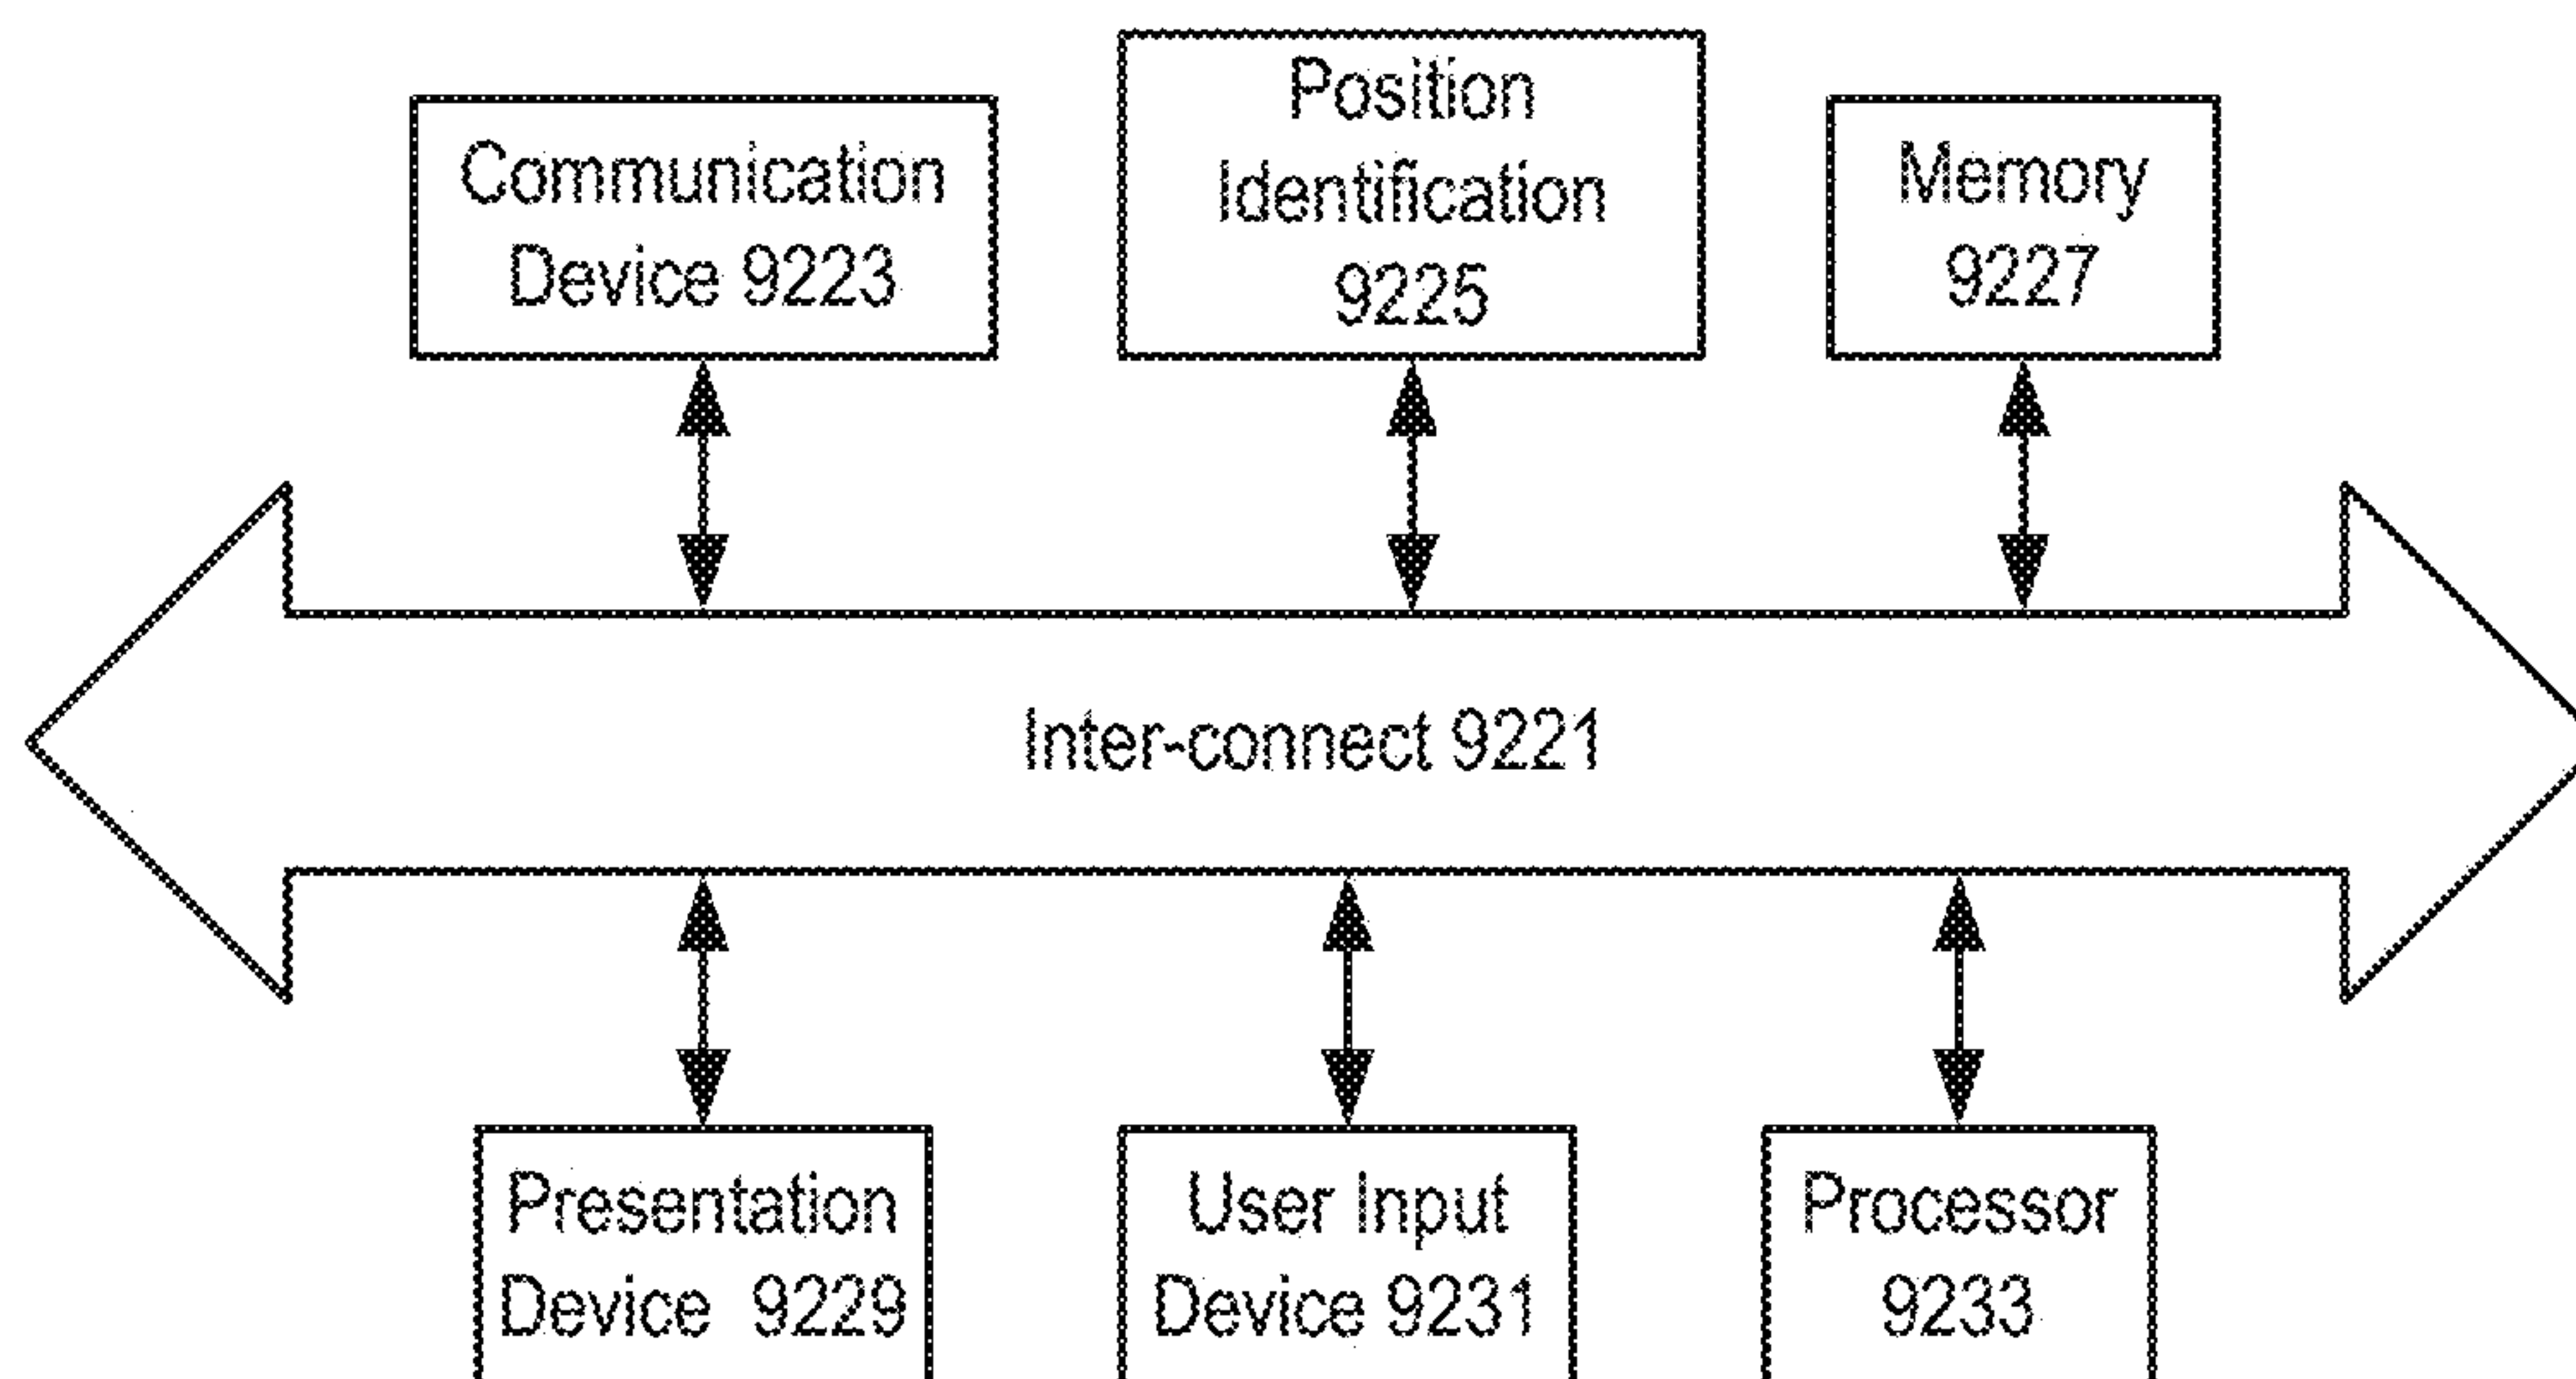 Communication
Device 9223
Position
Identification
9225
Memory
9227
Inter-connect 9221
Presentation
Device 9229
User Input
Device 9231
Processor
9233